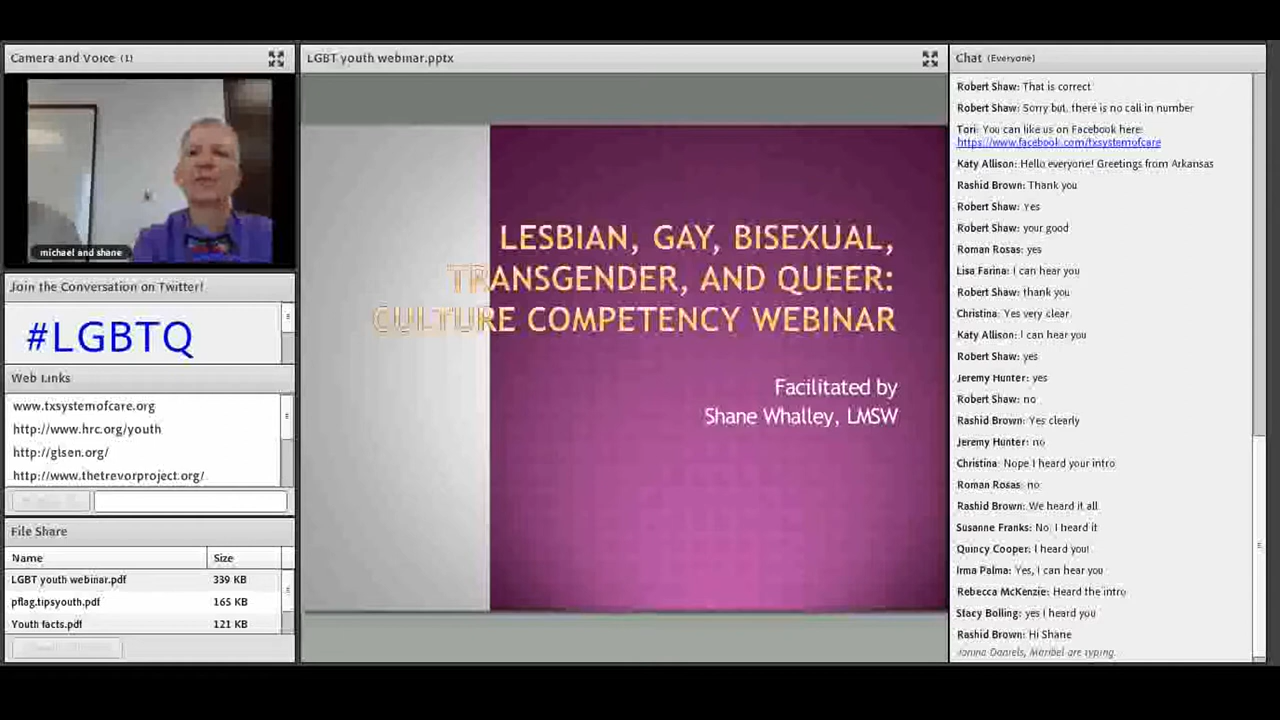 Camera and Voice (1)
michael and shane
Join the Conversation on Twitter!
#LGBTQ
Web Links
www.txsystemofcare.org
http://www.hrc.org/youth
http://glsen.org/
http://www.thetrevorproject.org/
File Share
Name Size
LGBT youth webinar.pdf 339 KB
pflag.tipsyouth.pdf 165 KB
Youth facts.pdf 121 KB
LGBT youth webinar.pptx
LESBIAN, GAY, BISEXUAL,
TRANSGENDER, AND QUEER:
CULTURE COMPETENCY WEBINAR
Facilitated by
Shane Whalley, LMSW
Chat (Everyone)
Robert Shaw: That is correct
Robert Shaw: Sorry but, there is no call in number
Tori: You can like us on Facebook here:
https://www.facebook.com/txsystemofcare
Katy Allison: Hello everyone! Greetings from Arkansas
Rashid Brown: Thank you
Robert Shaw: Yes
Robert Shaw: your good
Roman Rosas: yes
Lisa Farina: I can hear you
Robert Shaw: thank you
Christina: Yes very clear
Katy Allison: I can hear you
Robert Shaw: yes
Jeremy Hunter: yes
Robert Shaw: no
Rashid Brown: Yes clearly
Jeremy Hunter: no
Christina: Nope I heard your intro
Roman Rosas: no
Rashid Brown: We heard it all
Susanne Franks: No, I heard it
Quincy Cooper: I heard you!
Irma Palma: Yes, I can hear you
Rebecca McKenzie: Heard the intro
Stacy Bolling: yes I heard you
Rashid Brown: Hi Shane
Daniels, Maribel are typing.